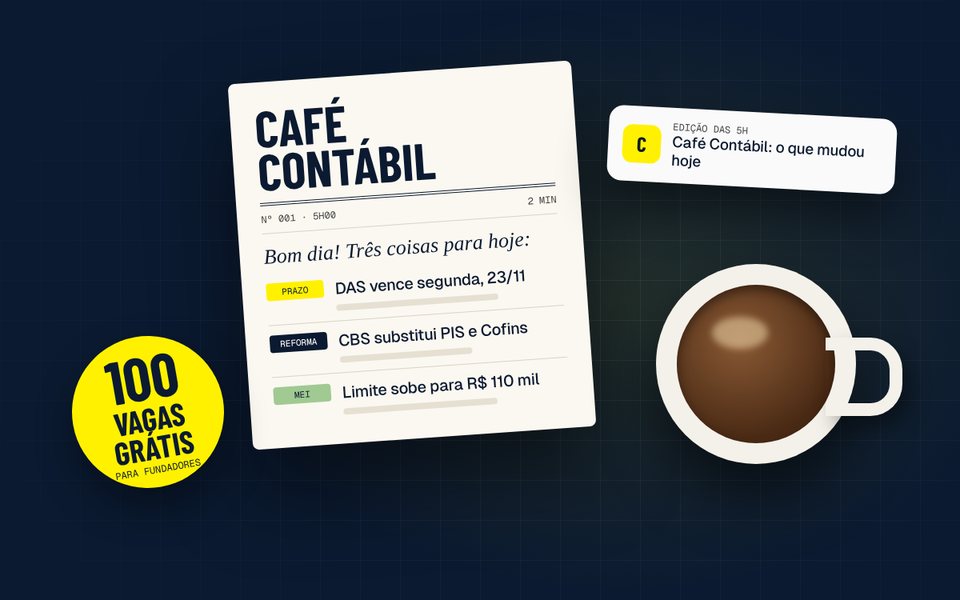 CAFÉ
CONTÁBIL
N° 001 · 5H00
2 MIN
Bom dia! Três coisas para hoje:
PRAZO
DAS vence segunda, 23/11
REFORMA
CBS substitui PIS e Cofins
MEI
Limite sobe para R$ 110 mil
EDIÇÃO DAS 5H
C
Café Contábil: o que mudou
hoje
100
VAGAS
GRÁTIS
PARA FUNDADORES